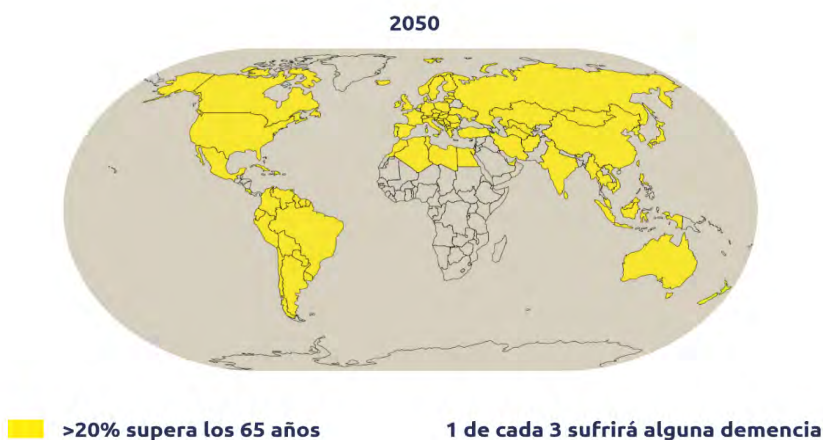 2050
>20% supera los 65 años
1 de cada 3 sufrirá alguna demencia